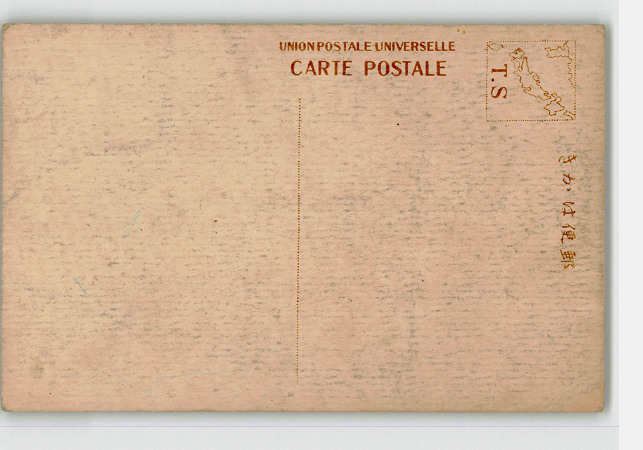 UNION POSTALE UNIVERSELLE
CARTE POSTALE
T.S
きかは便郵